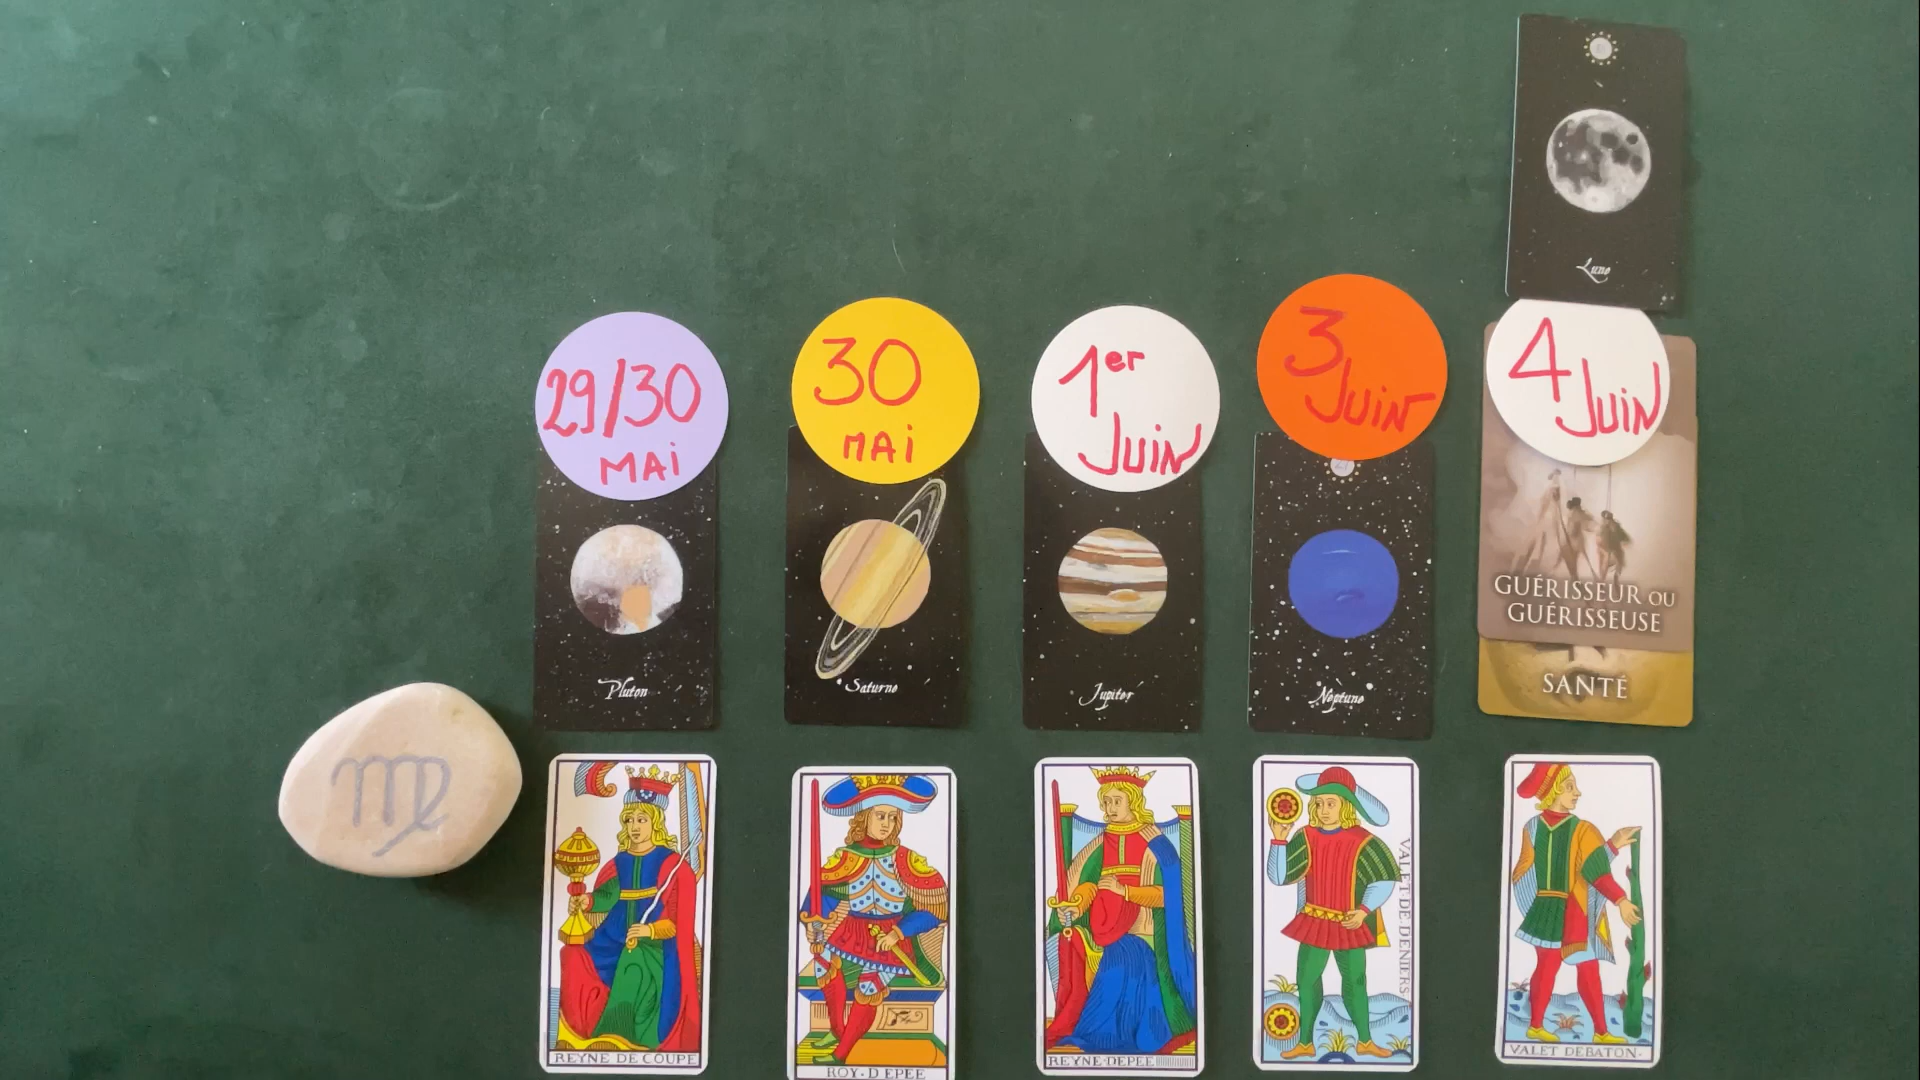 Lune
29/30
MAi
30
MAi
1er
JUiN
3
JUiN
4
JUiN
Pluton
Saturne
Jupiter
Neptune
GUÉRISSEUR OU
GUÉRISSEUSE
SANTÉ
REYNE DE COUPE
ROY·D EPEE
REYNE·DEPEE
VALET DE DENIERS
VALET DEBATON·